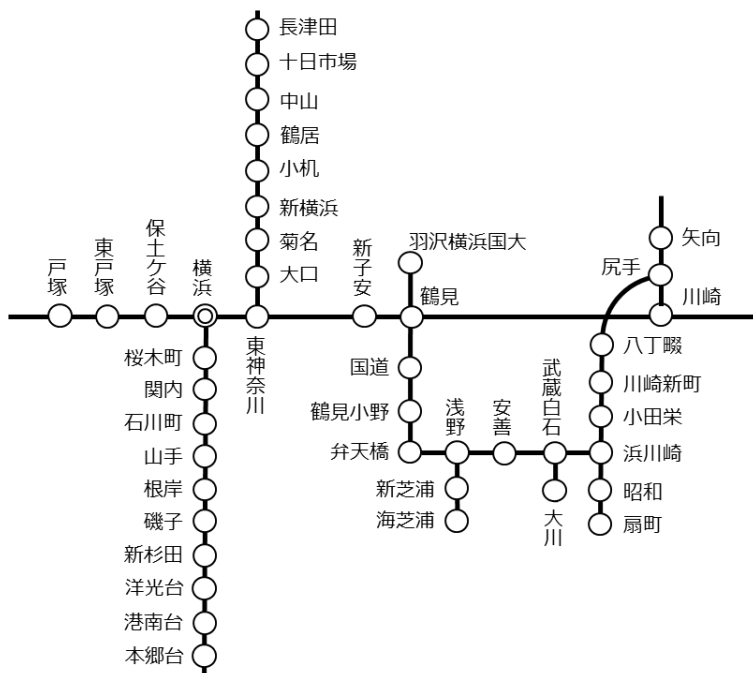 長津田
十日市場
中山
鶴居
小机
新横浜
菊名
大口
羽沢横浜国大
矢向
尻手
川崎
戸塚
東戸塚
保土ケ谷
横浜
新子安
鶴見
東神奈川
桜木町
関内
石川町
山手
根岸
磯子
新杉田
洋光台
港南台
本郷台
国道
鶴見小野
弁天橋
浅野
安善
武蔵白石
新芝浦
海芝浦
大川
八丁畷
川崎新町
小田栄
浜川崎
昭和
扇町